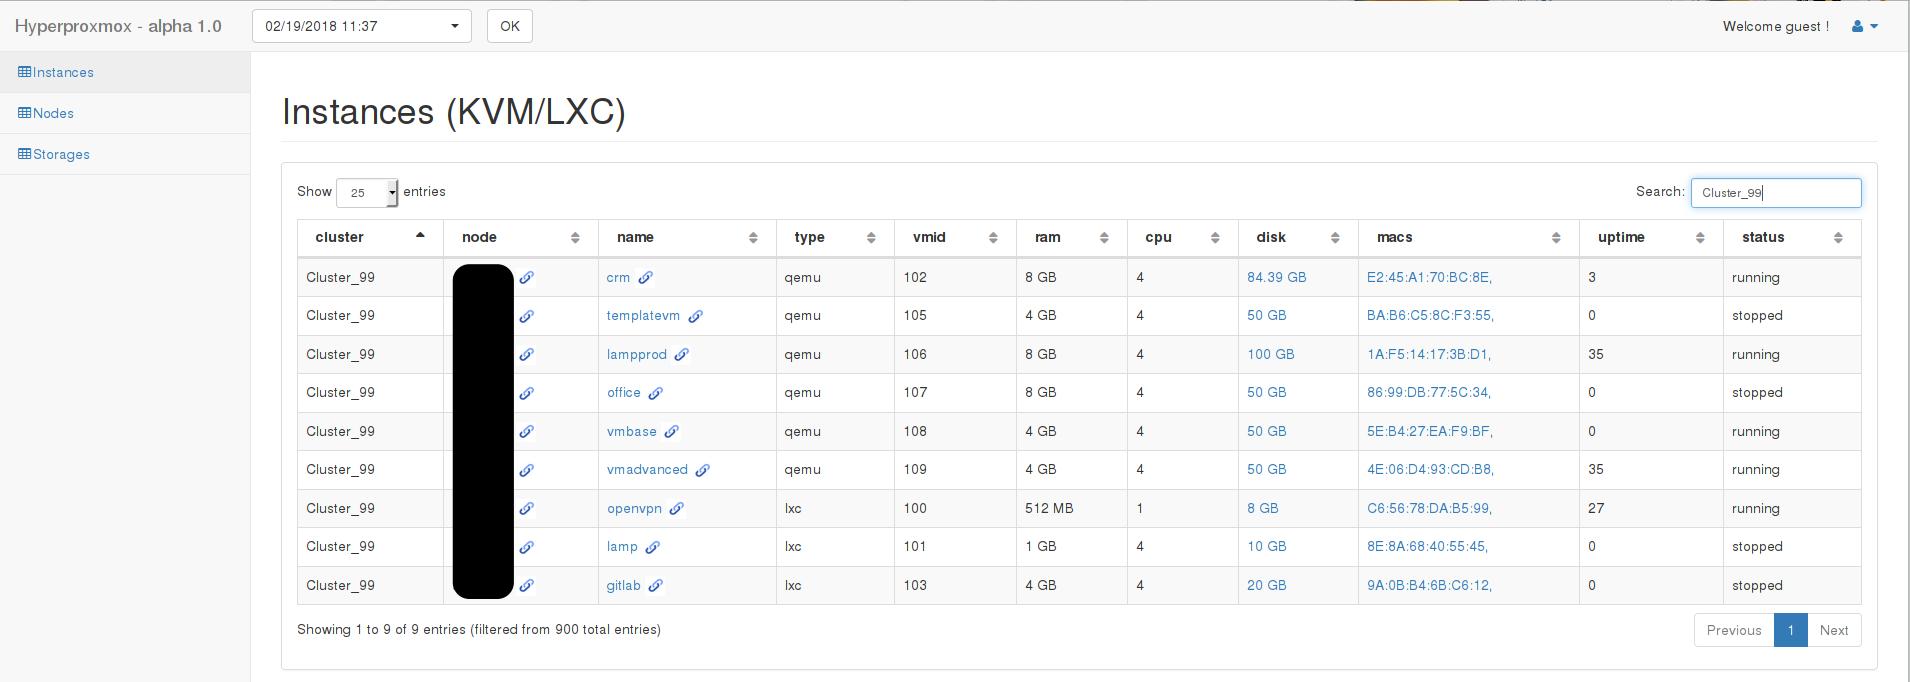 Hyperproxmox - alpha 1.0 02/19/2018 11:37 OK Welcome guest !
Instances
Nodes
Storages
Instances (KVM/LXC)
Show 25 entries Search: Cluster_99
cluster node name type vmid ram cpu disk macs uptime status
Cluster_99 crm qemu 102 8 GB 4 84.39 GB E2:45:A1:70:BC:8E, 3 running
Cluster_99 templatevm qemu 105 4 GB 4 50 GB BA:B6:C5:8C:F3:55, 0 stopped
Cluster_99 lampprod qemu 106 8 GB 4 100 GB 1A:F5:14:17:3B:D1, 35 running
Cluster_99 office qemu 107 8 GB 4 50 GB 86:99:DB:77:5C:34, 0 stopped
Cluster_99 vmbase qemu 108 4 GB 4 50 GB 5E:B4:27:EA:F9:BF, 0 running
Cluster_99 vmadvanced qemu 109 4 GB 4 50 GB 4E:06:D4:93:CD:B8, 35 running
Cluster_99 openvpn lxc 100 512 MB 1 8 GB C6:56:78:DA:B5:99, 27 running
Cluster_99 lamp lxc 101 1 GB 4 10 GB 8E:8A:68:40:55:45, 0 stopped
Cluster_99 gitlab lxc 103 4 GB 4 20 GB 9A:0B:B4:6B:C6:12, 0 stopped
Showing 1 to 9 of 9 entries (filtered from 900 total entries) Previous 1 Next